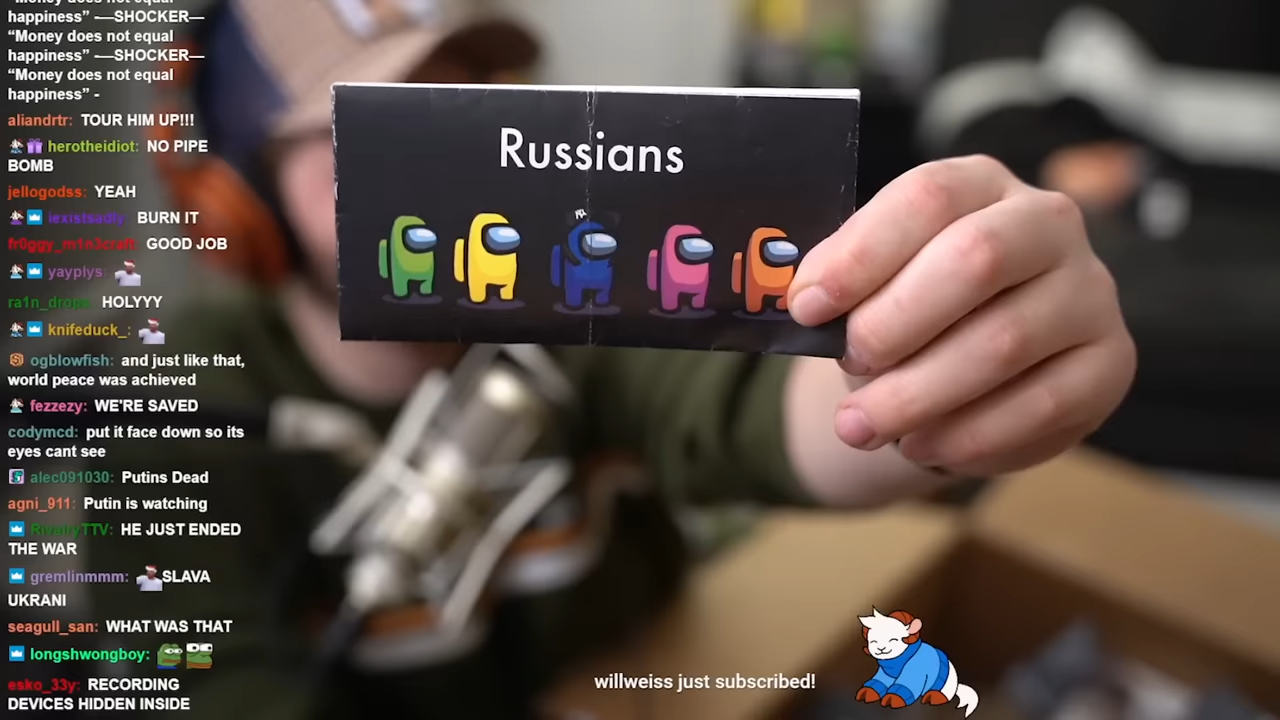 "Money does not equal
happiness" -—SHOCKER—
"Money does not equal
happiness" -—SHOCKER—
"Money does not equal
happiness" -
aliandrtr: TOUR HIM UP!!!
herotheidiot: NO PIPE
BOMB
jellogodss: YEAH
iexistsadly: BURN IT
fr0ggy_m1n3craft: GOOD JOB
yayplys:
ra1n_drops: HOLYYY
knifeduck_:
ogblowfish: and just like that,
world peace was achieved
fezzezy: WE'RE SAVED
codymcd: put it face down so its
eyes cant see
alec091030: Putins Dead
agni_911: Putin is watching
RivallyTTV: HE JUST ENDED
THE WAR
gremlinmmm: SLAVA
UKRANI
seagull_san: WHAT WAS THAT
longshwongboy:
esko_33y: RECORDING
DEVICES HIDDEN INSIDE
Russians
willweiss just subscribed!